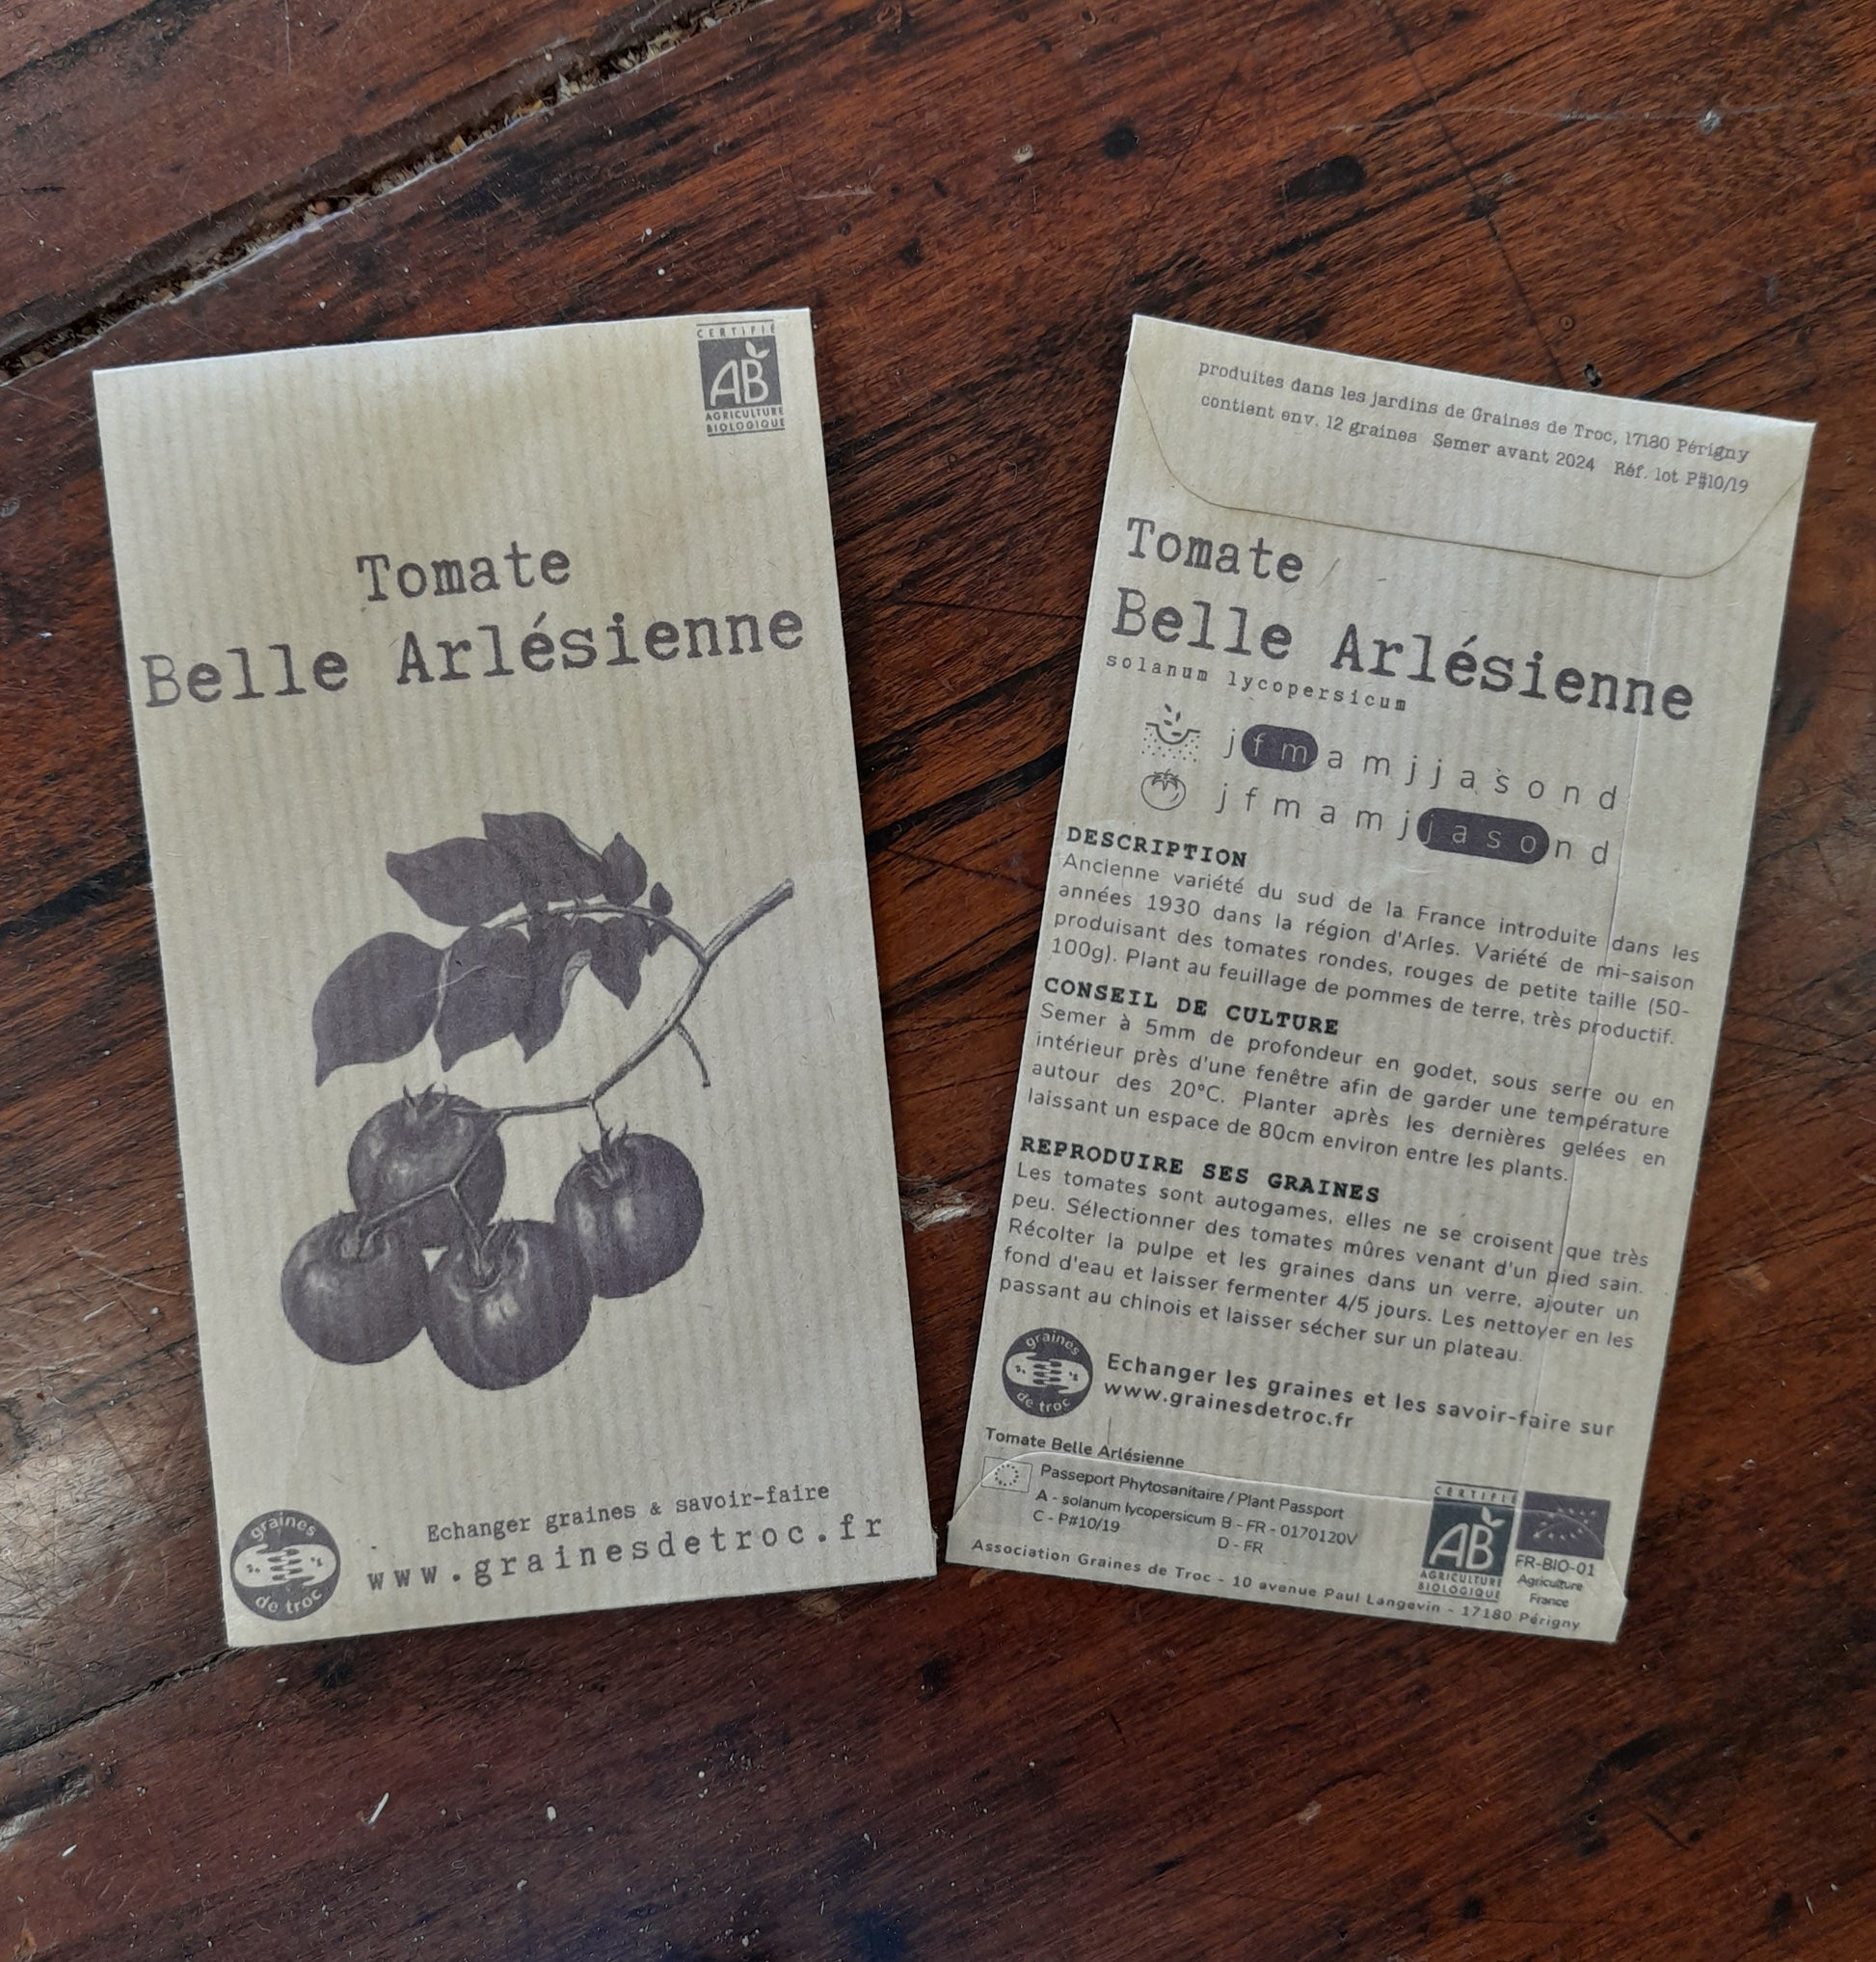 CERTIFIÉ
AB
AGRICULTURE
BIOLOGIQUE
Tomate
Belle Arlésienne
graines
de troc
Echanger graines & savoir-faire
www.grainesdetroc.fr
produites dans les jardins de Graines de Troc, 17180 Périgny
contient env. 12 graines Semer avant 2024 Réf. lot P#10/19
Tomate
Belle Arlésienne
solanum lycopersicum
j f m a m j j a s o n d
j f m a m j j a s o n d
DESCRIPTION
Ancienne variété du sud de la France introduite dans les
années 1930 dans la région d'Arles. Variété de mi-saison
produisant des tomates rondes, rouges de petite taille (50-
100g). Plant au feuillage de pommes de terre, très productif.
CONSEIL DE CULTURE
Semer à 5mm de profondeur en godet, sous serre ou en
intérieur près d'une fenêtre afin de garder une température
autour des 20°C. Planter après les dernières gelées en
laissant un espace de 80cm environ entre les plants.
REPRODUIRE SES GRAINES
Les tomates sont autogames, elles ne se croisent que très
peu. Sélectionner des tomates mûres venant d'un pied sain.
Récolter la pulpe et les graines dans un verre, ajouter un
fond d'eau et laisser fermenter 4/5 jours. Les nettoyer en les
passant au chinois et laisser sécher sur un plateau.
graines
de troc
Echanger les graines et les savoir-faire sur
www.grainesdetroc.fr
Tomate Belle Arlésienne
Passeport Phytosanitaire / Plant Passport
A - solanum lycopersicum B - FR - 0170120V
C - P#10/19 D - FR
CERTIFIÉ
AB
AGRICULTURE
BIOLOGIQUE
FR-BIO-01
Agriculture
France
Association Graines de Troc - 10 avenue Paul Langevin - 17180 Périgny